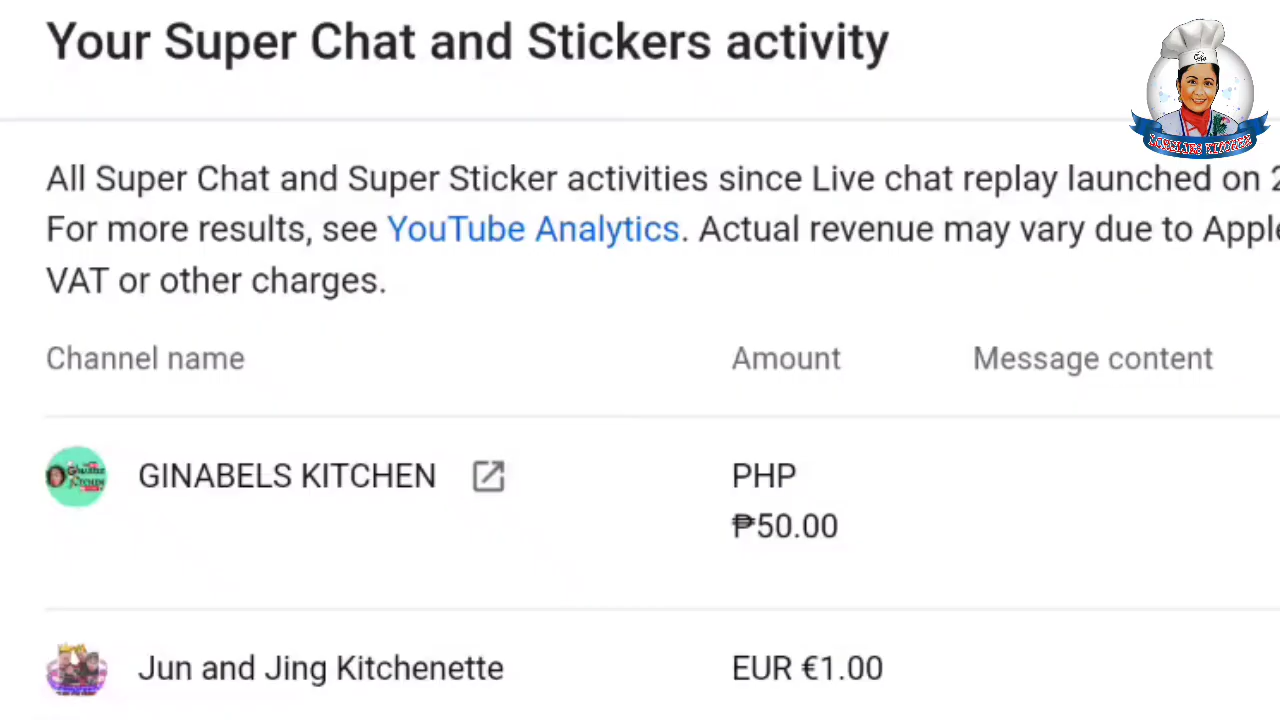 Your Super Chat and Stickers activity
All Super Chat and Super Sticker activities since Live chat replay launched on
For more results, see YouTube Analytics. Actual revenue may vary due to
VAT or other charges.
Channel name Amount Message content
GINABELS KITCHEN PHP
₱50.00
Jun and Jing Kitchenette EUR €1.00